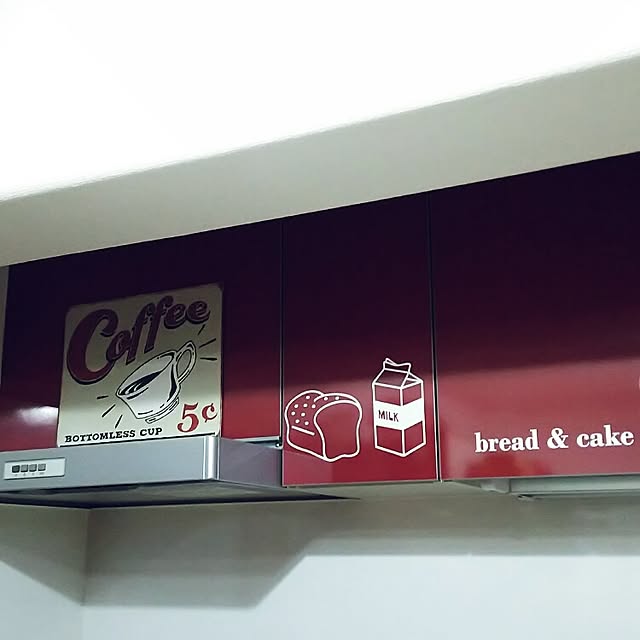 Coffee
BOTTOMLESS CUP
5¢
MILK
bread & cake